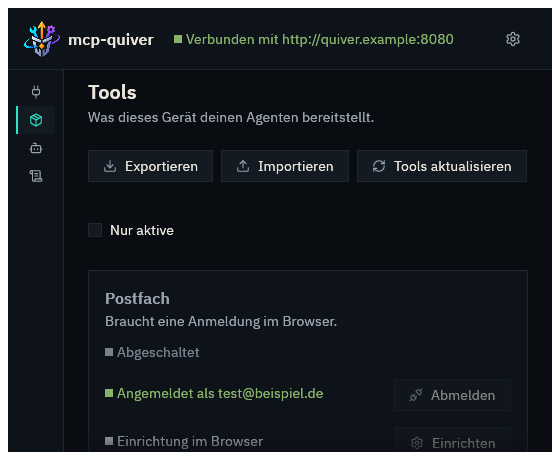 mcp-quiver
Verbunden mit http://quiver.example:8080
Tools
Was dieses Gerät deinen Agenten bereitstellt.
Exportieren
Importieren
Tools aktualisieren
Nur aktive
Postfach
Braucht eine Anmeldung im Browser.
Abgeschaltet
Angemeldet als test@beispiel.de
Abmelden
Einrichtung im Browser
Einrichten